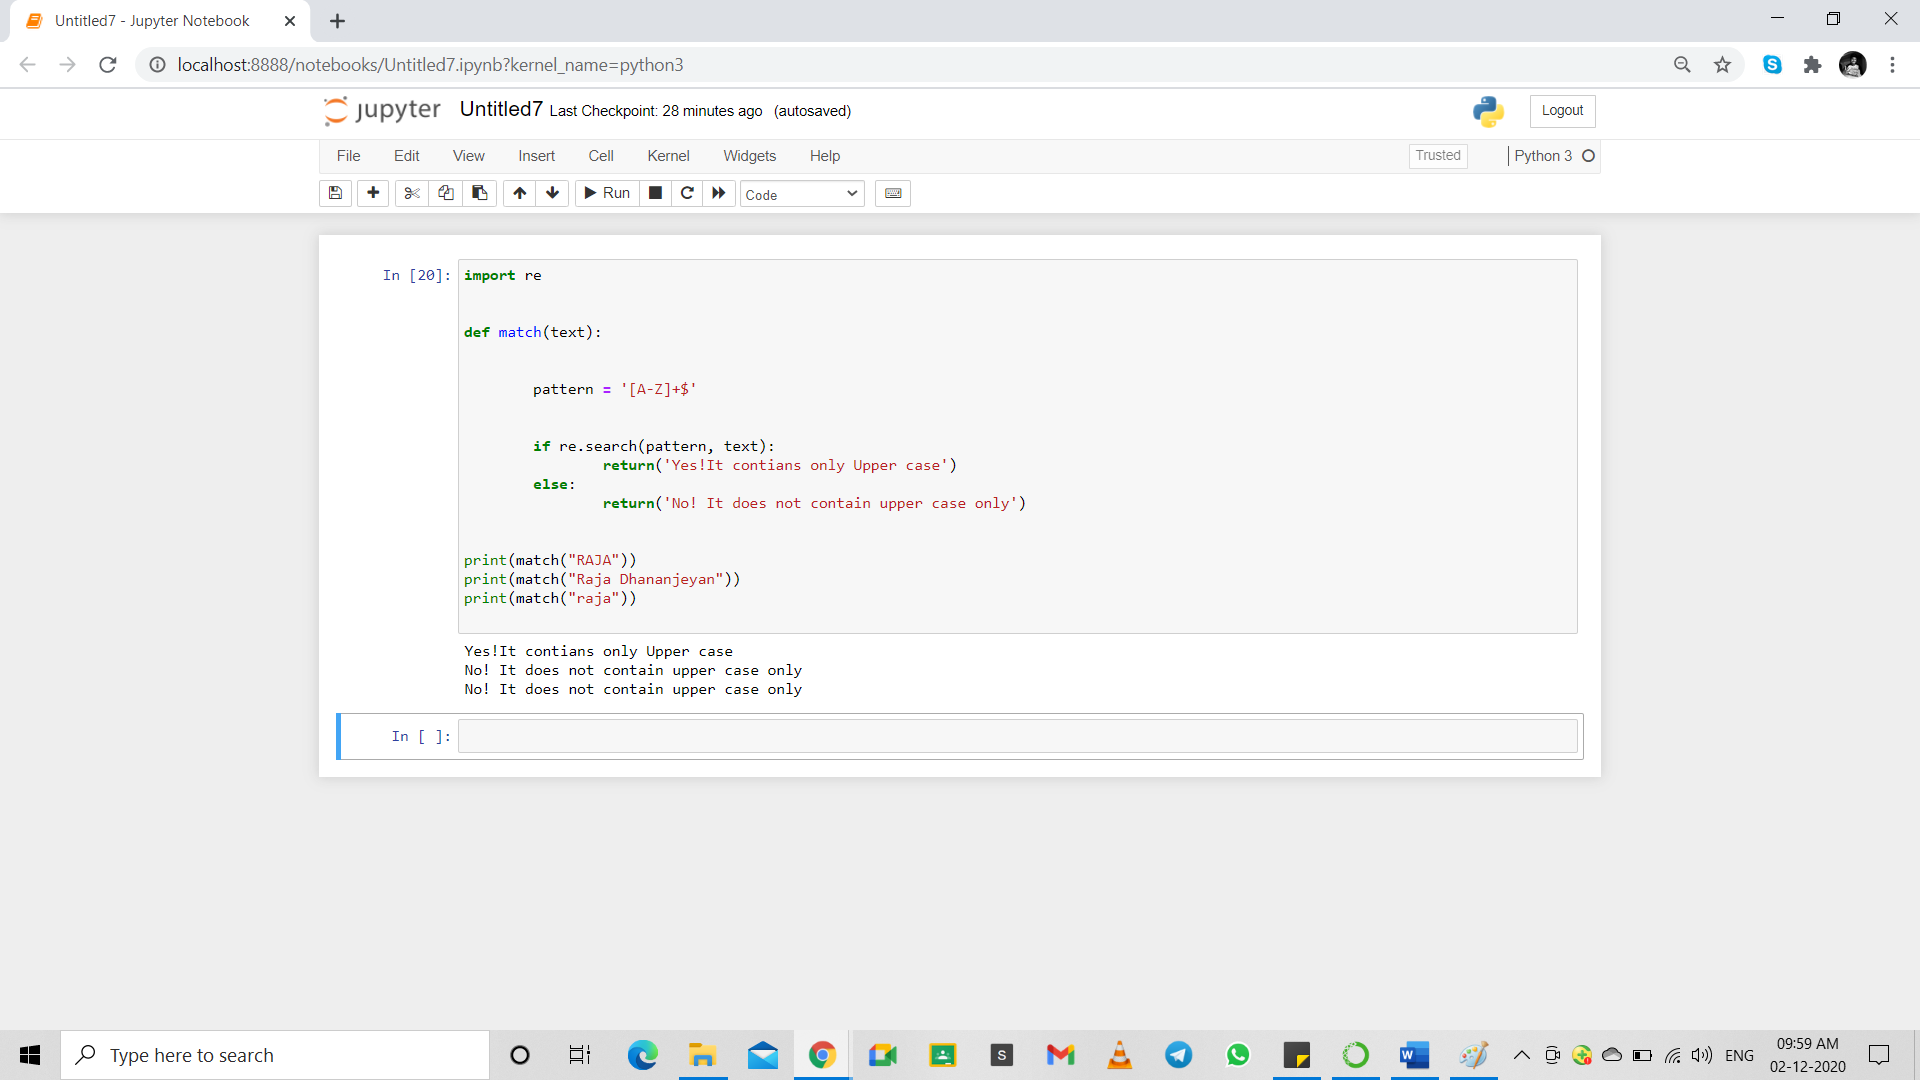 Untitled7 - Jupyter Notebook
localhost:8888/notebooks/Untitled7.ipynb?kernel_name=python3
S
jupyter Untitled7 Last Checkpoint: 28 minutes ago (autosaved)
Logout
File Edit View Insert Cell Kernel Widgets Help
Trusted
Python 3
Run
Code
In [20]: import re
def match(text):
pattern = '[A-Z]+$'
if re.search(pattern, text):
return('Yes!It contians only Upper case')
else:
return('No! It does not contain upper case only')
print(match("RAJA"))
print(match("Raja Dhananjeyan"))
print(match("raja"))
Yes!It contians only Upper case
No! It does not contain upper case only
No! It does not contain upper case only
In [ ]:
Type here to search
S
W
ENG
09:59 AM
02-12-2020